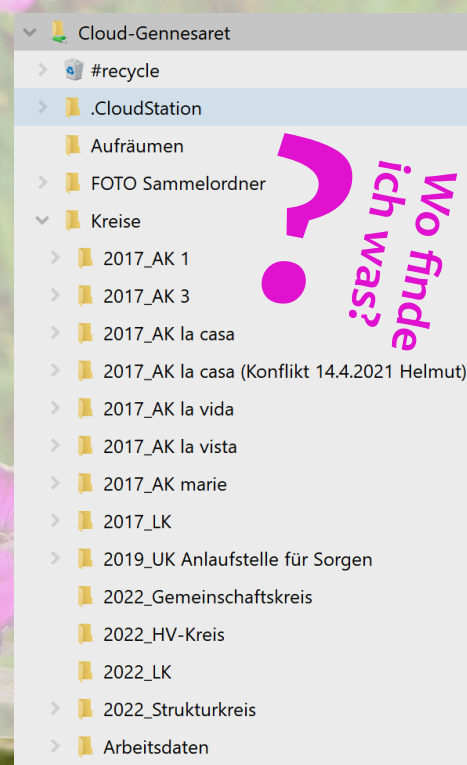 Cloud-Gennesaret
#recycle
.CloudStation
Aufräumen
FOTO Sammelordner
Kreise
2017_AK 1
2017_AK 3
2017_AK la casa
2017_AK la casa (Konflikt 14.4.2021 Helmut)
2017_AK la vida
2017_AK la vista
2017_AK marie
2017_LK
2019_UK Anlaufstelle für Sorgen
2022_Gemeinschaftskreis
2022_HV-Kreis
2022_LK
2022_Strukturkreis
Arbeitsdaten
?
Wo finde
ich was?